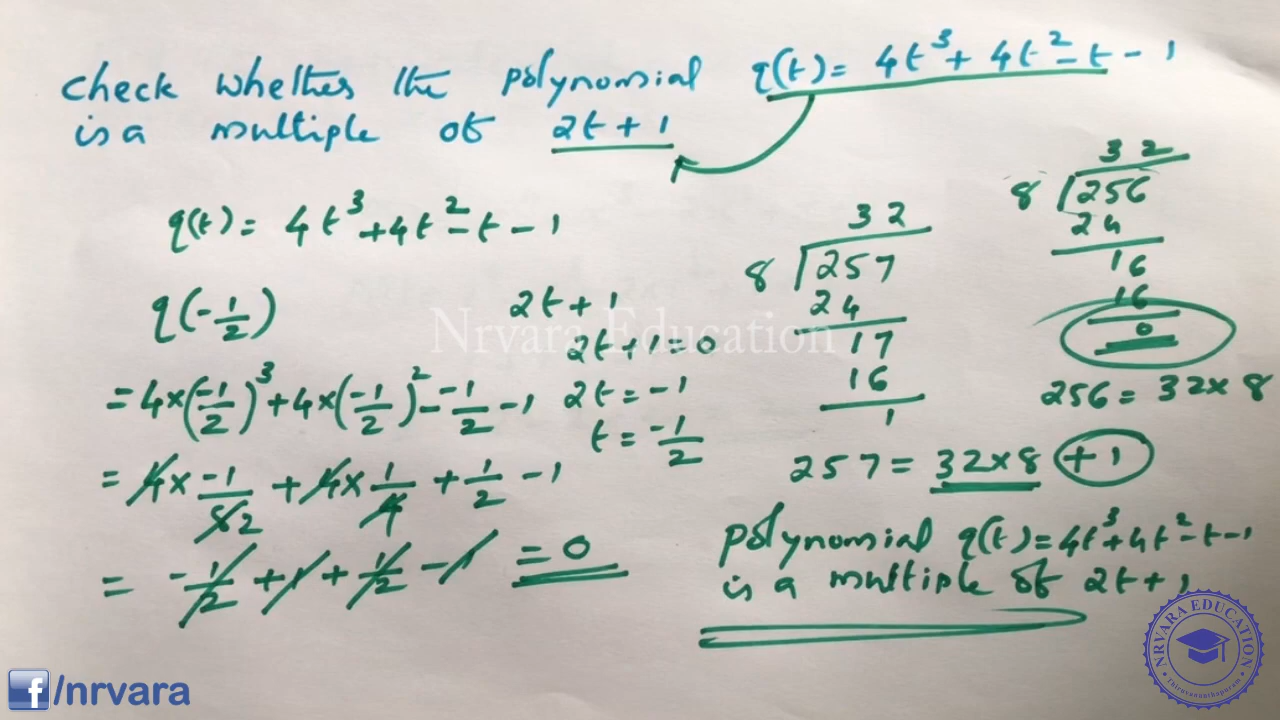 Check whether the polynomial q(t) = 4t³ + 4t² - t - 1
is a multiple of 2t + 1
q(t) = 4t³ + 4t² - t - 1
q(-1/2)
= 4×(-1/2)³ + 4×(-1/2)² - -1/2 - 1
= 4× -1/82 + 4× 1/4 + 1/2 - 1
= -1/2 + 1 + 1/2 - 1 = 0
2t + 1
2t + 1 = 0
2t = -1
t = -1/2
32
8 257
24
17
16
1
257 = 32×8 + 1
32
8 256
24
16
16
0
256 = 32×8
polynomial q(t) = 4t³ + 4t² - t - 1
is a multiple of 2t + 1
Nrvara Education
f/nrvara
NRVARA EDUCATION
Thiruvananthapuram